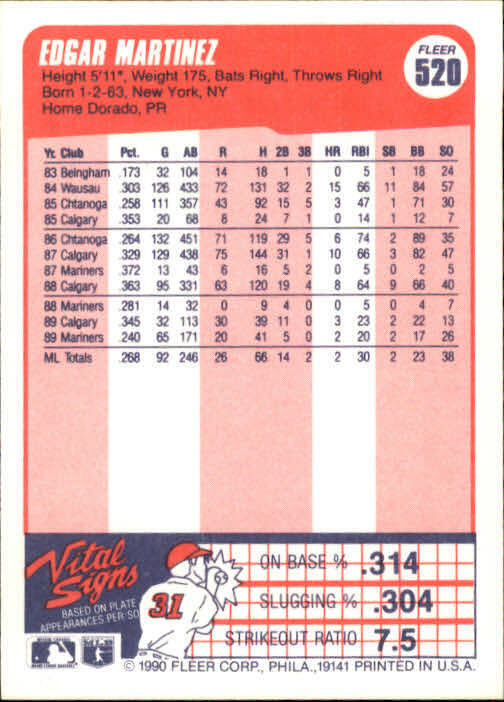 EDGAR MARTINEZ
FLEER
520
Height 5'11", Weight 175, Bats Right, Throws Right
Born 1-2-63, New York, NY
Home Dorado, PR
Yr. Club Pct. G AB R H 2B 3B HR RBI SB BB SO
83 Belngham .173 32 104 14 18 1 1 0 5 1 18 24
84 Wausau .303 126 433 72 131 32 2 15 66 11 84 57
85 Chtanoga .258 111 357 43 92 15 5 3 47 1 71 30
85 Calgary .353 20 68 8 24 7 1 0 14 1 12 7
86 Chtanoga .264 132 451 71 119 29 5 6 74 2 89 35
87 Calgary .329 129 438 75 144 31 1 10 66 3 82 47
87 Mariners .372 13 43 6 16 5 2 0 5 0 2 5
88 Calgary .363 95 331 63 120 19 4 8 64 9 66 40
88 Mariners .281 14 32 0 9 4 0 0 5 0 4 7
89 Calgary .345 32 113 30 39 11 0 3 23 2 22 13
89 Mariners .240 65 171 20 41 5 0 2 20 2 17 26
ML Totals .268 92 246 26 66 14 2 2 30 2 23 38
Vital
Signs
BASED ON PLATE
APPEARANCES PER SO
31
ON BASE % .314
SLUGGING % .304
STRIKEOUT RATIO 7.5
© 1990 FLEER CORP., PHILA., 19141 PRINTED IN U.S.A.